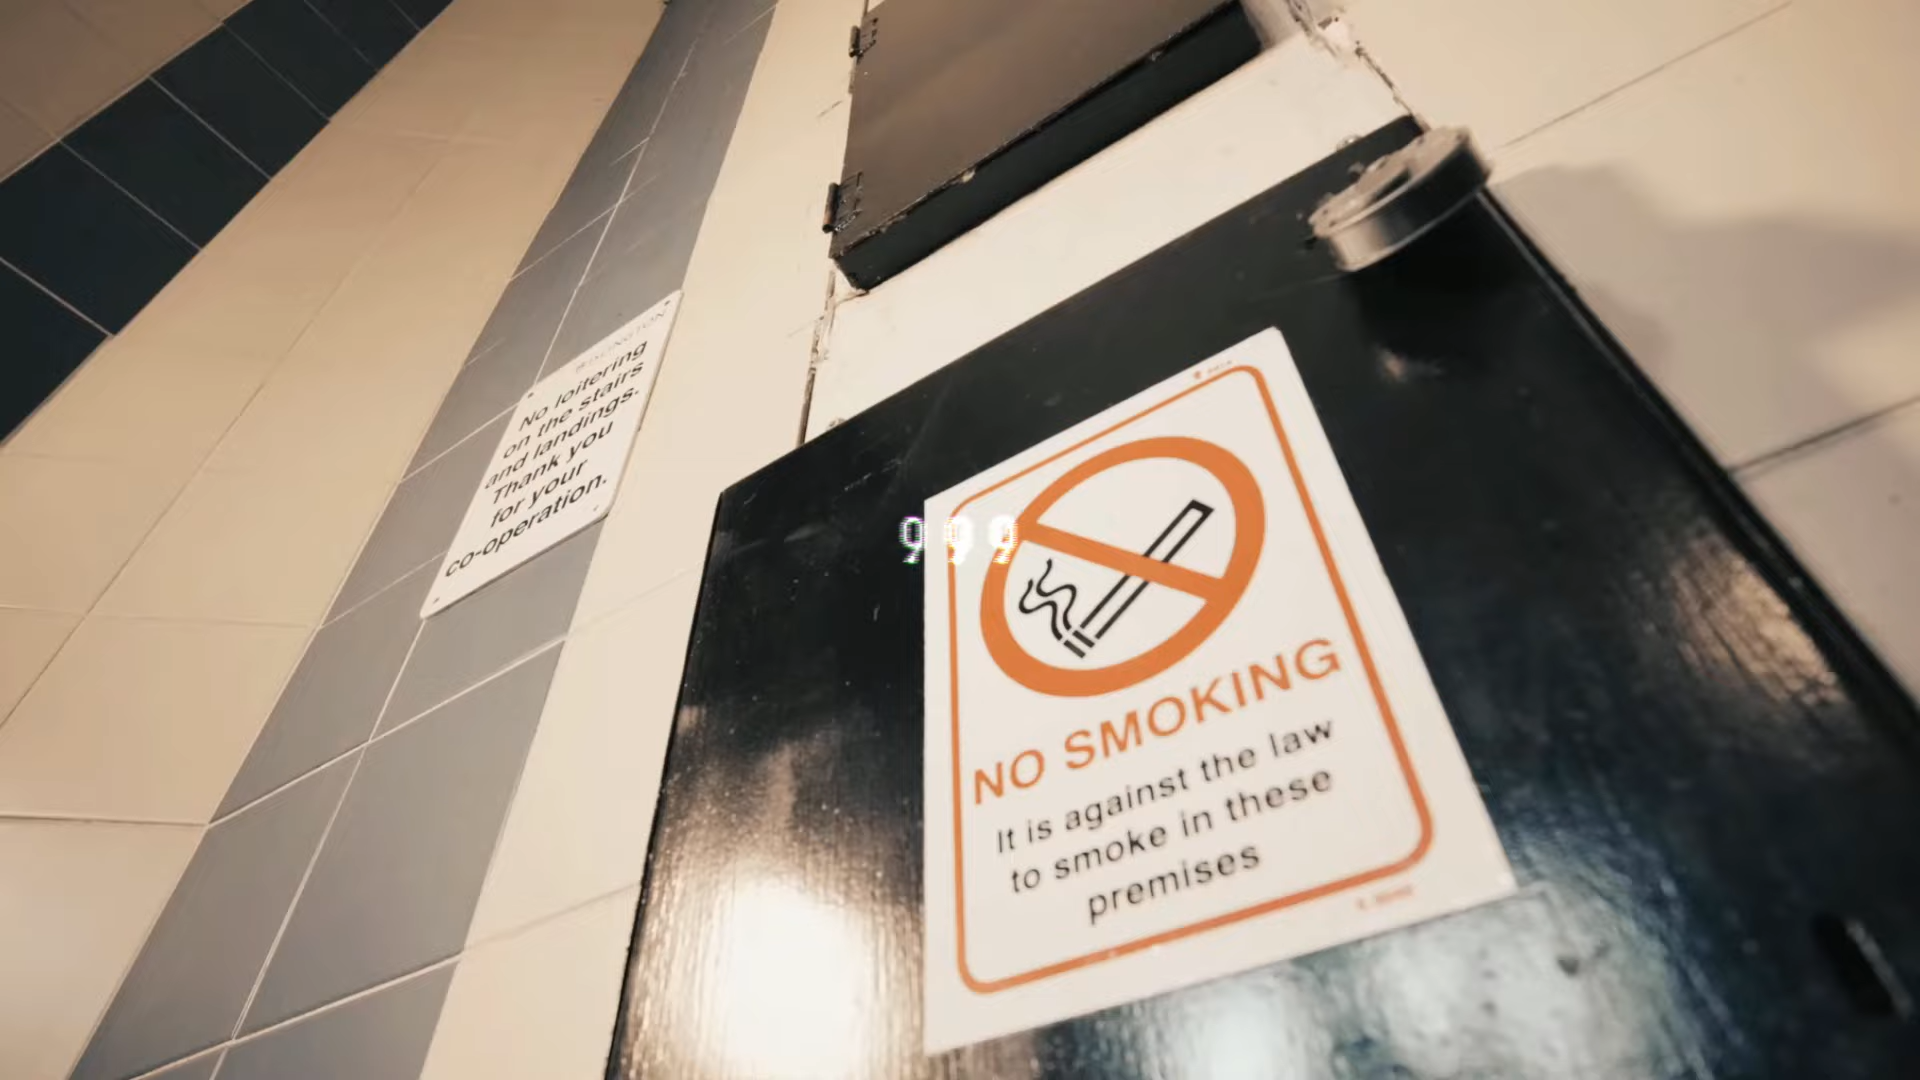 ISLINGTON
No loitering
on the stairs
and landings.
Thank you
for your
co-operation.
999
NO SMOKING
It is against the law
to smoke in these
premises